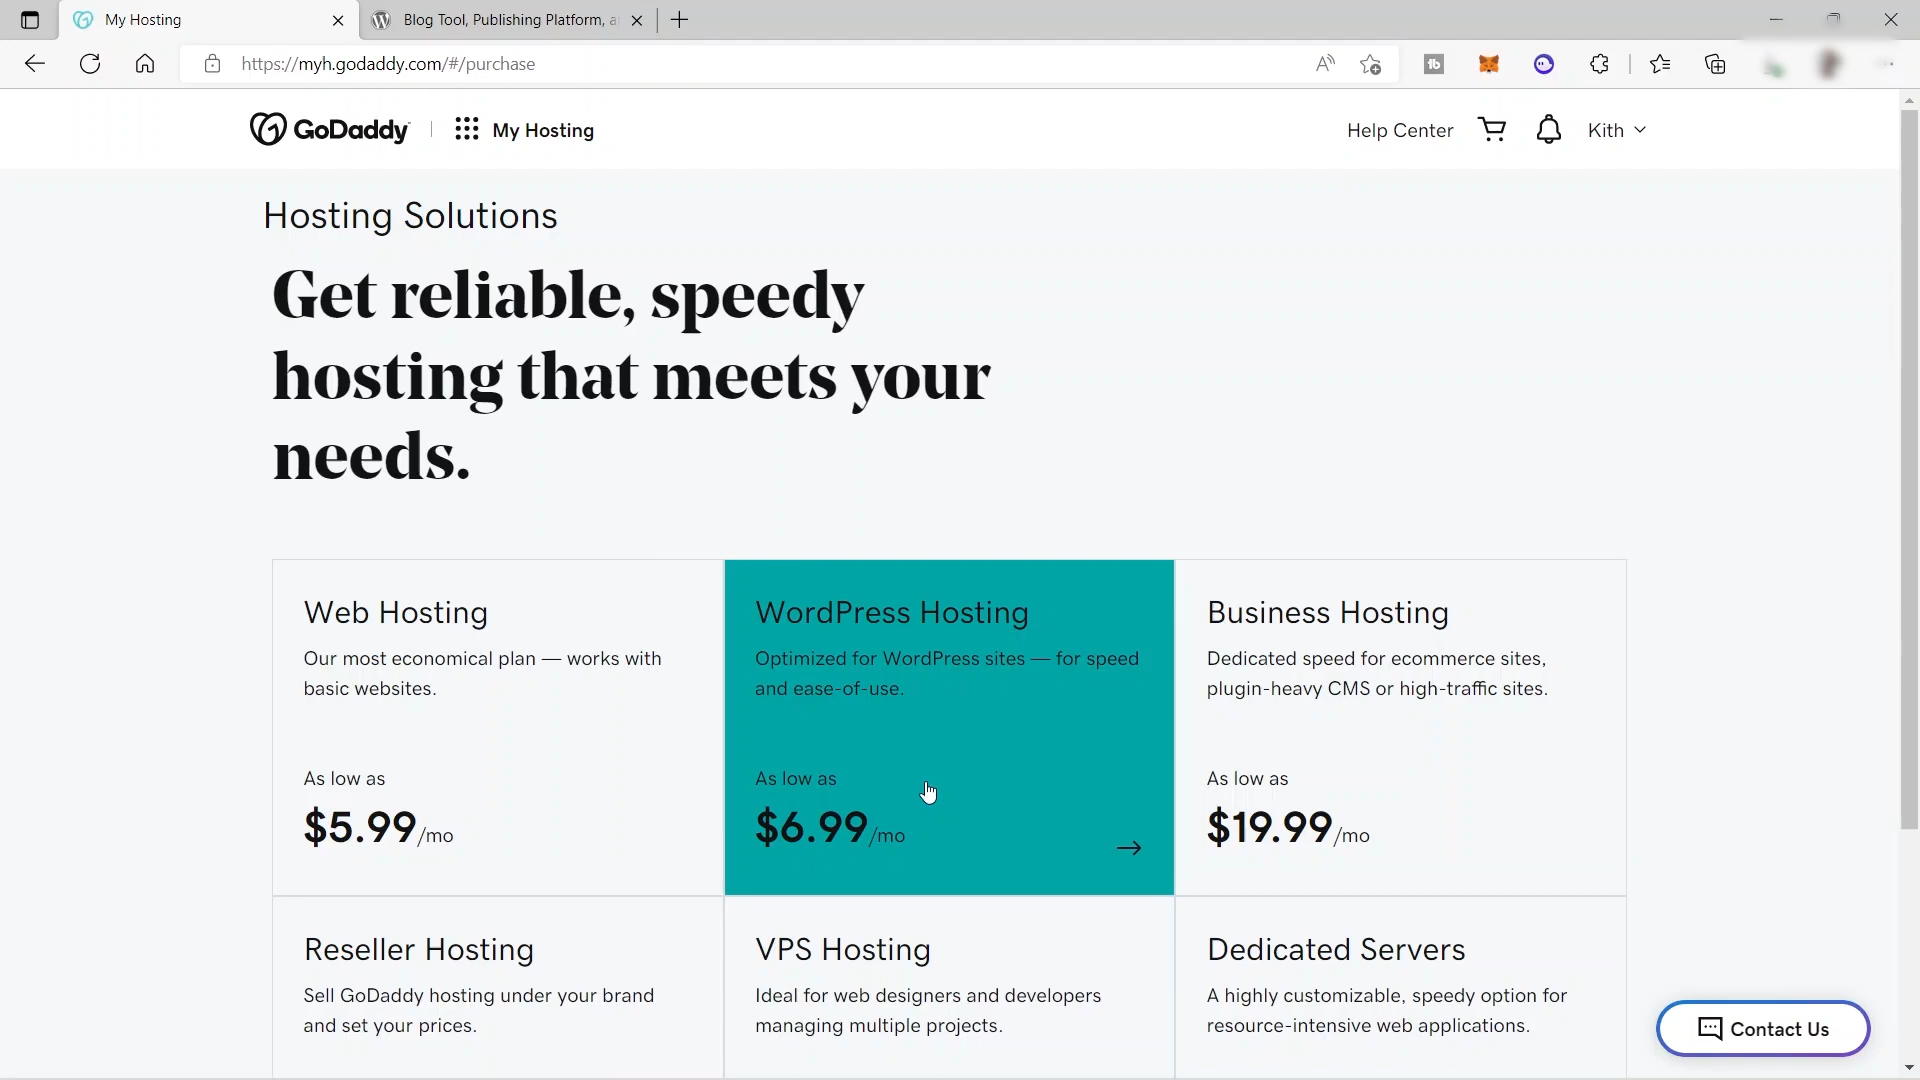 My Hosting
Blog Tool, Publishing Platform, a
https://myh.godaddy.com/#/purchase
GoDaddy
My Hosting
Help Center
Kith
Hosting Solutions
Get reliable, speedy
hosting that meets your
needs.
Web Hosting
Our most economical plan — works with
basic websites.
As low as
$5.99/mo
WordPress Hosting
Optimized for WordPress sites — for speed
and ease-of-use.
As low as
$6.99/mo
Business Hosting
Dedicated speed for ecommerce sites,
plugin-heavy CMS or high-traffic sites.
As low as
$19.99/mo
Reseller Hosting
Sell GoDaddy hosting under your brand
and set your prices.
VPS Hosting
Ideal for web designers and developers
managing multiple projects.
Dedicated Servers
A highly customizable, speedy option for
resource-intensive web applications.
Contact Us